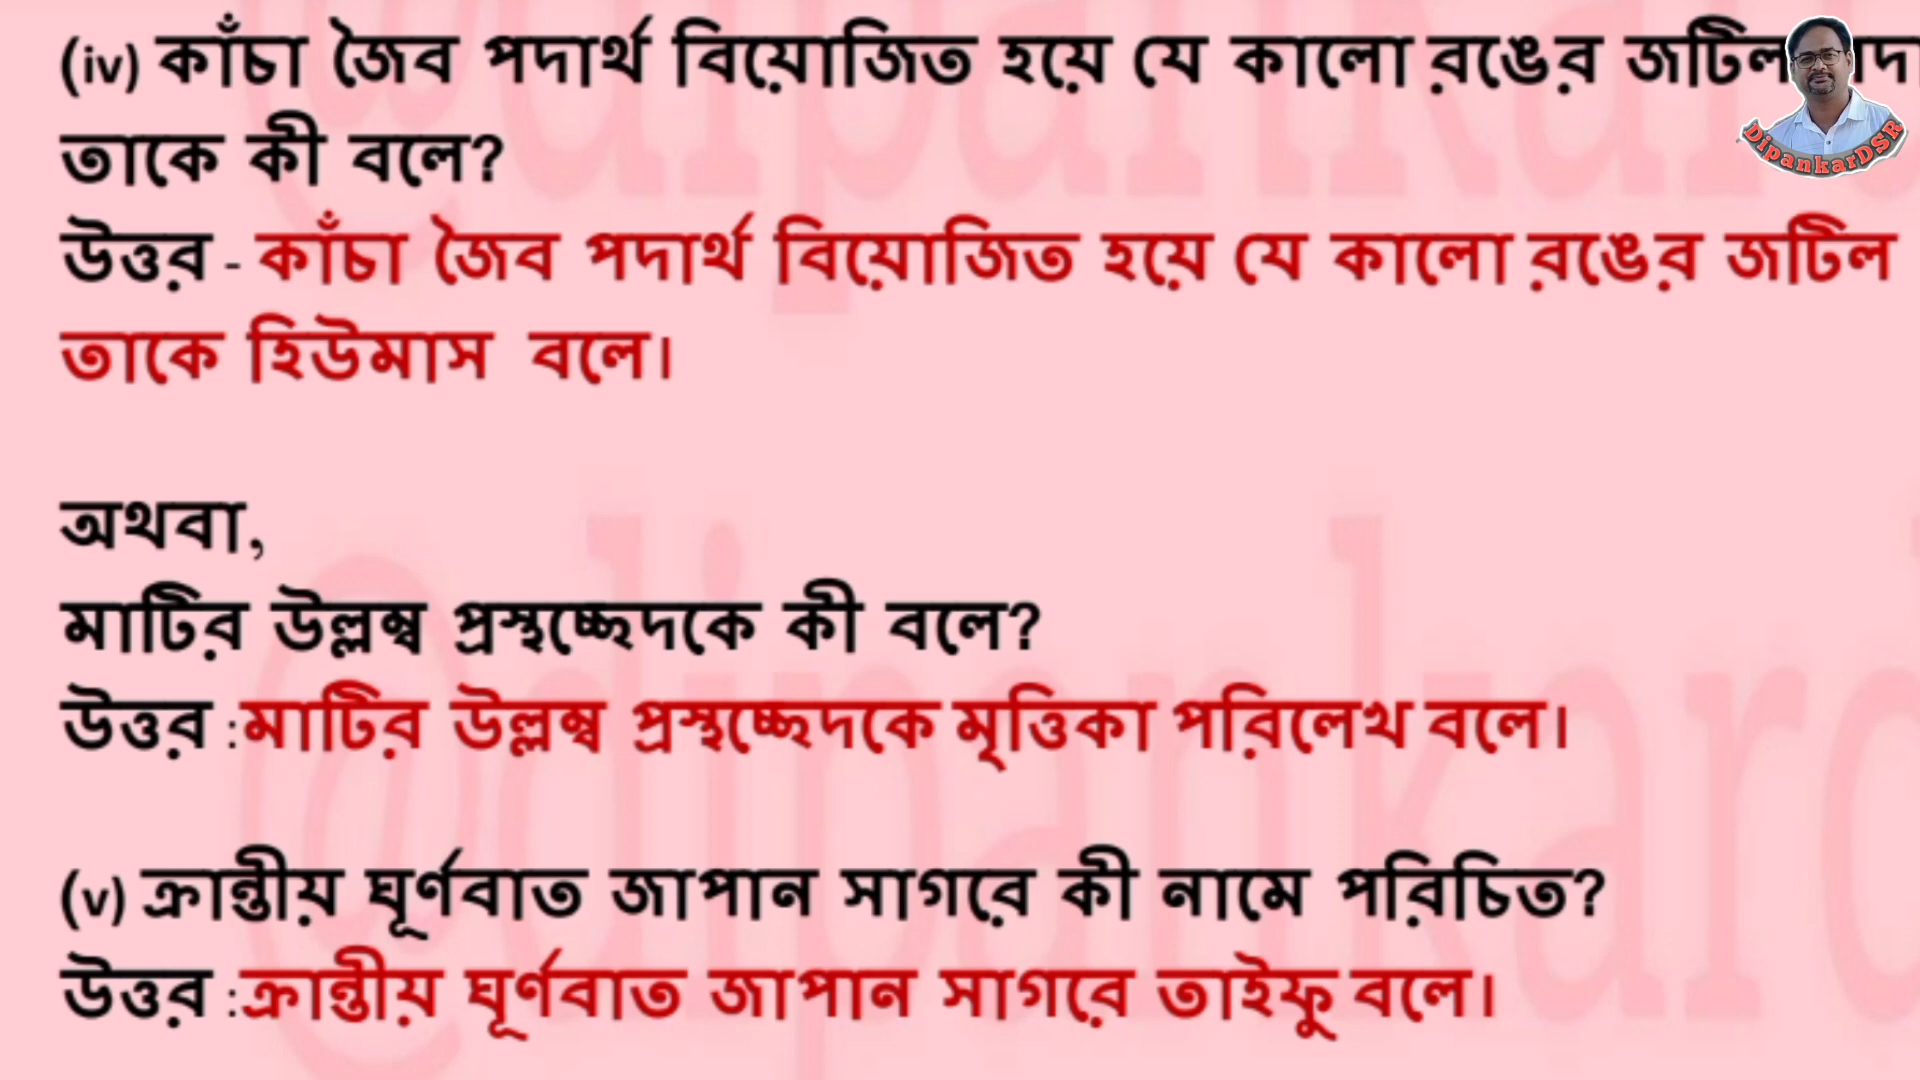 (iv) কাঁচা জৈব পদার্থ বিয়োজিত হয়ে যে কালো রঙের জটিল
তাকে কী বলে?
উত্তর - কাঁচা জৈব পদার্থ বিয়োজিত হয়ে যে কালো রঙের জটিল
তাকে হিউমাস বলে।
অথবা,
মাটির উল্লম্ব প্রস্থচ্ছেদকে কী বলে?
উত্তর :মাটির উল্লম্ব প্রস্থচ্ছেদকে মৃত্তিকা পরিলেখ বলে।
(v) ক্রান্তীয় ঘূর্ণবাত জাপান সাগরে কী নামে পরিচিত?
উত্তর :ক্রান্তীয় ঘূর্ণবাত জাপান সাগরে তাইফু বলে।
DipankarDSR
@dipankard